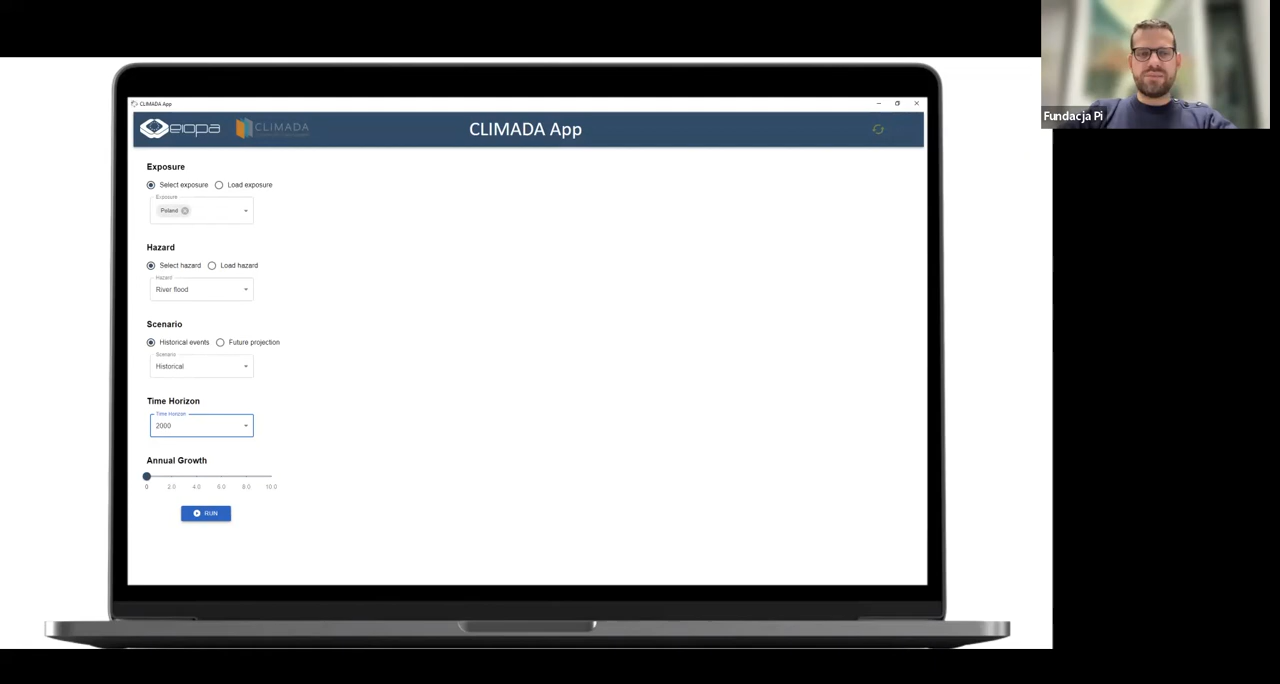 CLIMADA App
eiopa CLIMADA
CLIMADA App
Exposure
Select exposure Load exposure
Exposure
Poland
Hazard
Select hazard Load hazard
Hazard
River flood
Scenario
Historical events Future projection
Scenario
Historical
Time Horizon
Time Horizon
2000
Annual Growth
0 2.0 4.0 6.0 8.0 10.0
RUN
Fundacja Pi